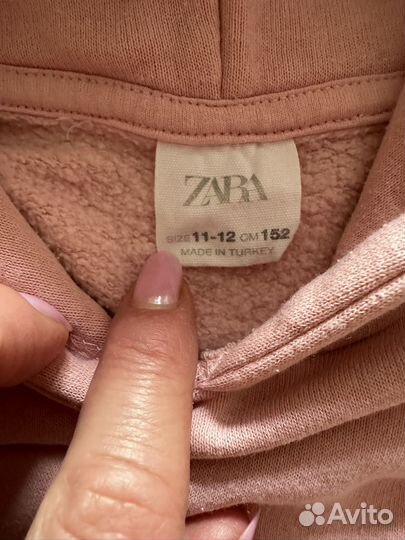 ZARA
SIZE 11-12 CM 152
MADE IN TURKEY
Avito